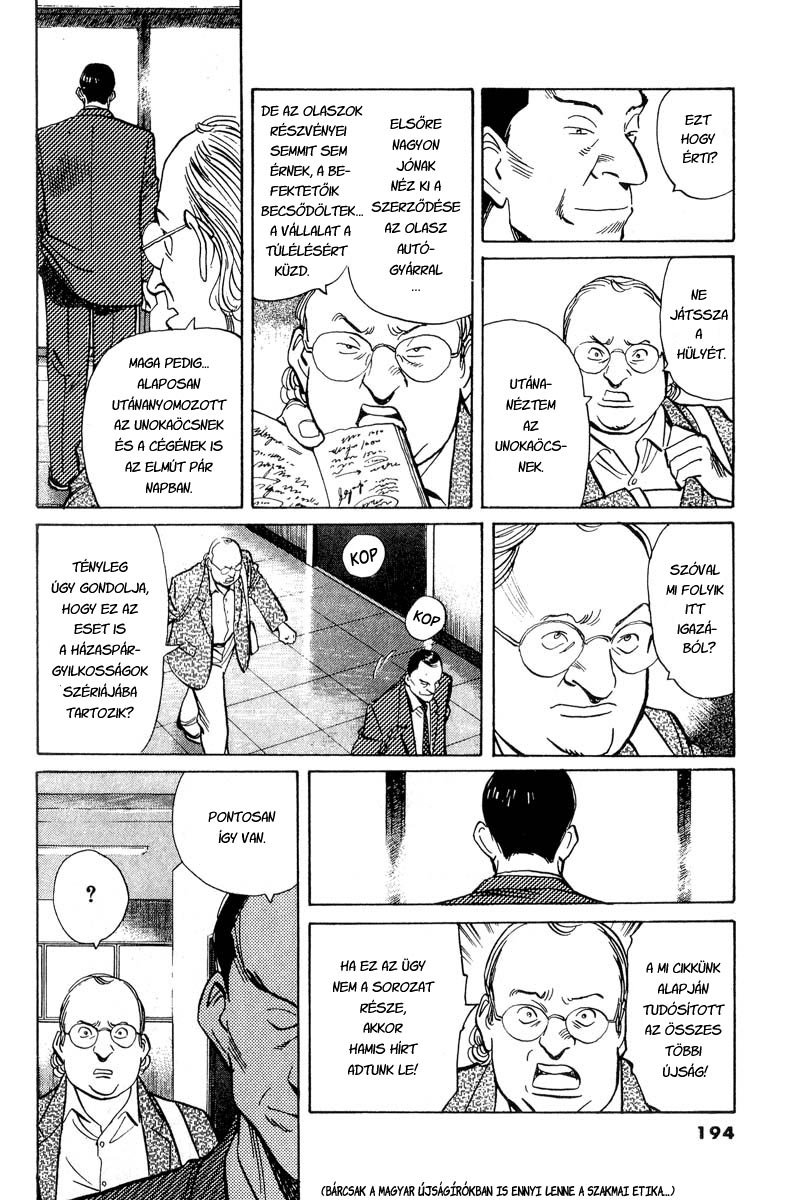 EZT
HOGY
ÉRTI?
ELSŐRE
NAGYON
JÓNAK
NÉZ KI A
SZERZŐDÉSE
AZ OLASZ
AUTÓ-
GYÁRRAL
...
DE AZ OLASZOK
RÉSZVÉNYEI
SEMMIT SEM
ÉRNEK, A BE-
FEKTETŐIK
BECSŐDÖLTEK...
A VÁLLALAT A
TÚLÉLÉSÉRT
KÜZD.
NE
JÁTSSZA
A
HÜLYÉT.
UTÁNA-
NÉZTEM
AZ
UNOKAÖCS-
NEK.
MAGA PEDIG...
ALAPOSAN
UTÁNANYOMOZOTT
AZ UNOKAÖCSNEK
ÉS A CÉGÉNEK IS
AZ ELMÚT PÁR
NAPBAN.
SZÓVAL
MI FOLYIK
ITT
IGAZÁ-
BÓL?
KOP
KOP
TÉNYLEG
ÚGY GONDOLJA,
HOGY EZ AZ
ESET IS
A HÁZASPÁR-
GYILKOSSÁGOK
SZÉRIÁJÁBA
TARTOZIK?
PONTOSAN
ÍGY VAN.
?
A MI CIKKÜNK
ALAPJÁN
TUDÓSÍTOTT
AZ ÖSSZES
TÖBBI
ÚJSÁG!
HA EZ AZ ÜGY
NEM A SOROZAT
RÉSZE,
AKKOR
HAMIS HÍRT
ADTUNK LE!
194
(BÁRCSAK A MAGYAR ÚJSÁGÍRÓKBAN IS ENNYI LENNE A SZAKMAI ETIKA...)